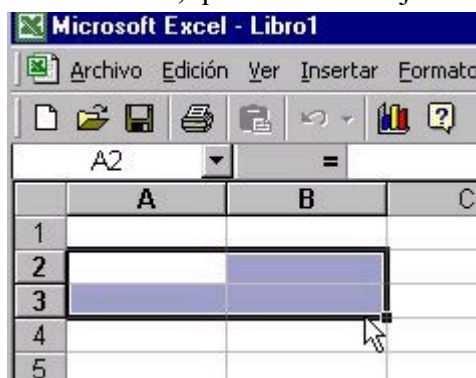 Microsoft Excel - Libro1
Archivo Edición Ver Insertar Formato
A2 =
A B C
1
2
3
4
5